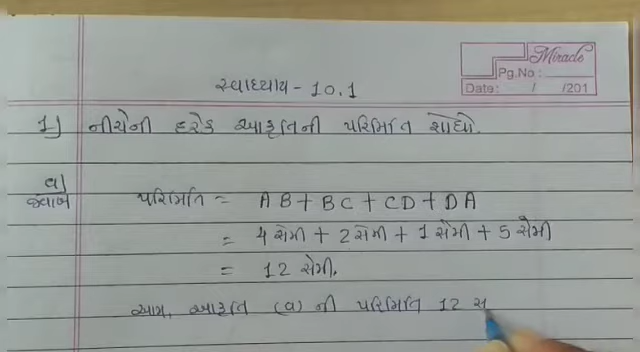 Miracle
Pg.No :
Date : / /201
સ્વાધ્યાય - 10.1
1) નીચેની દરેક આકૃતિની પરિમિતિ શોધો.
a)
જવાબ પરિમિતિ = AB + BC + CD + DA
= 4 સેમી + 2 સેમી + 1 સેમી + 5 સેમી
= 12 સેમી.
આમ, આકૃતિ (a) ની પરિમિતિ 12 સ